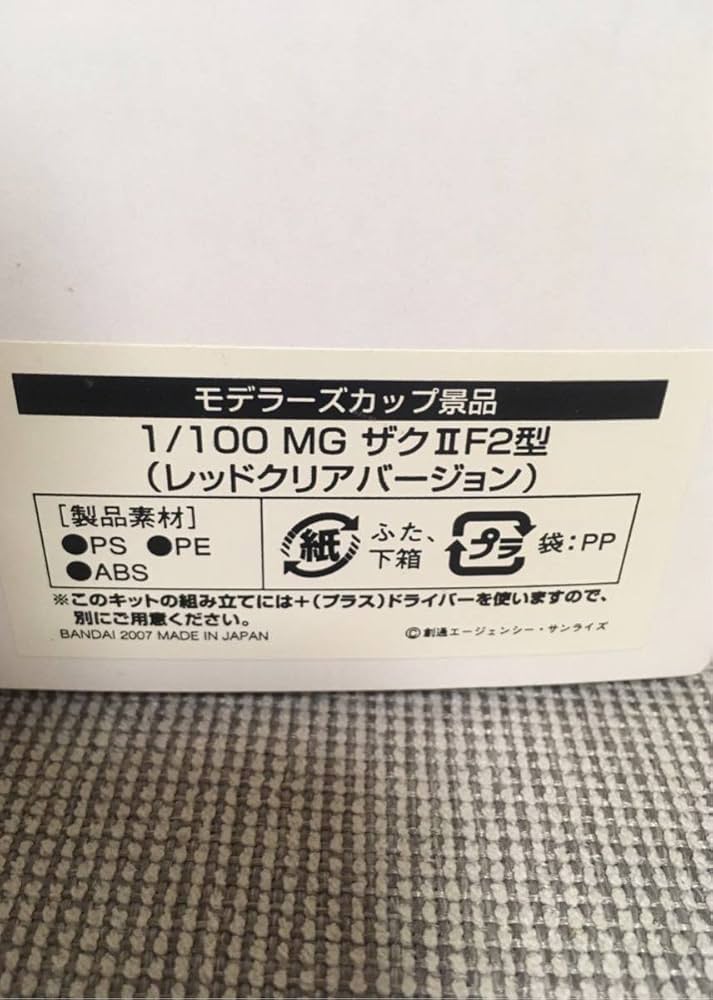 モデラーズカップ景品
1/100 MG ザクⅡF2型
(レッドクリアバージョン)
[製品素材]
●PS ●PE
●ABS
紙 ふた、
下箱
プラ 袋:PP
※このキットの組み立てには+(プラス)ドライバーを使いますので、
別にご用意ください。
BANDAI 2007 MADE IN JAPAN
©創通エージェンシー・サンライズ